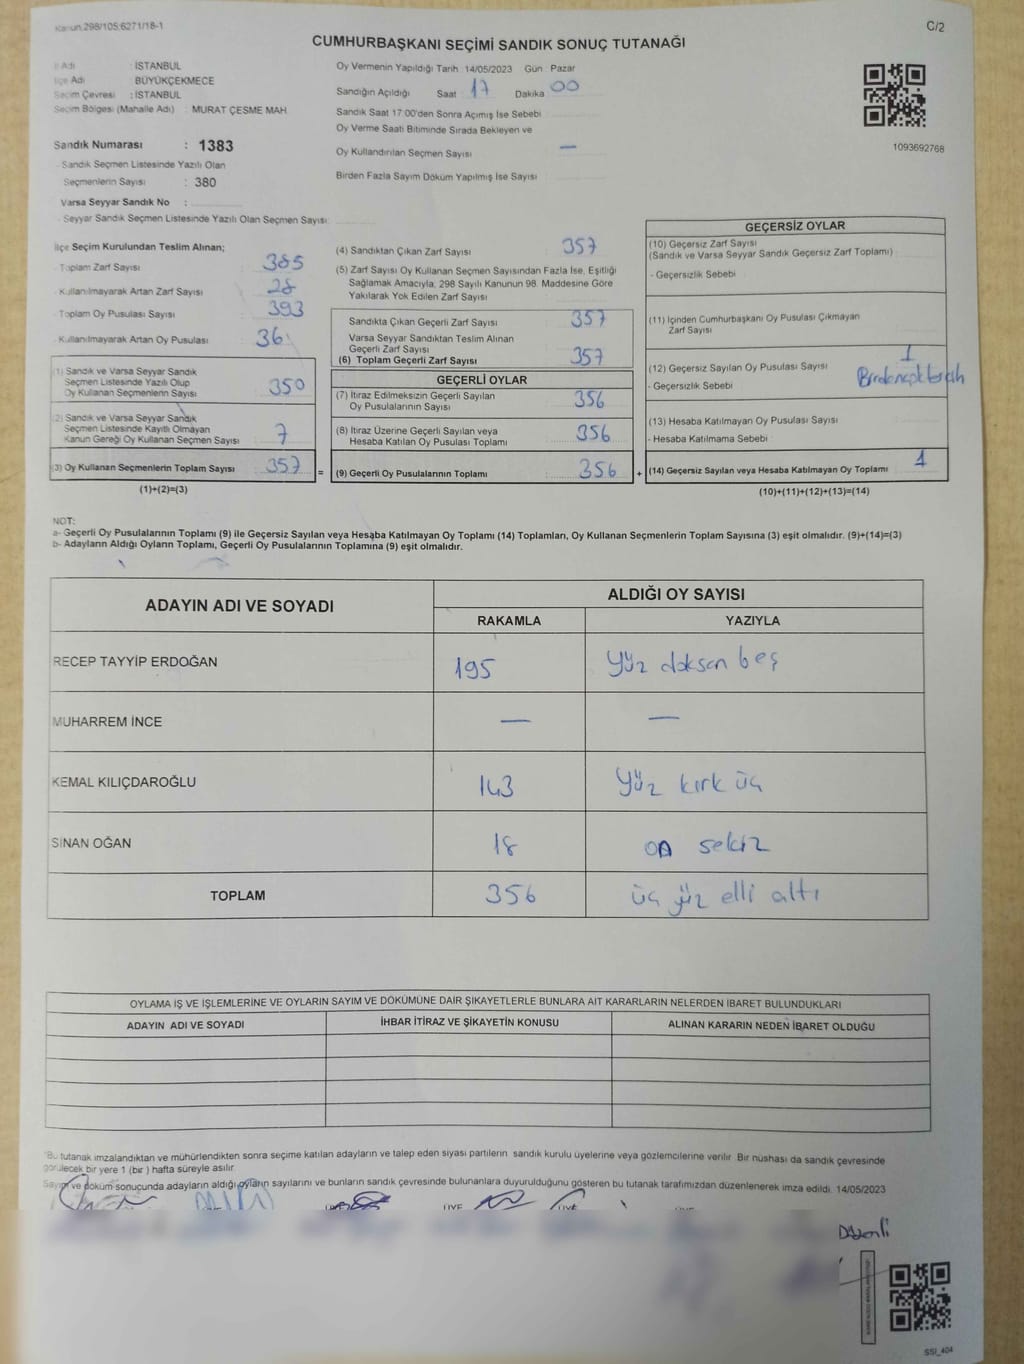 Kanun 298/105 6271/18-1
C/2
CUMHURBAŞKANI SEÇİMİ SANDIK SONUÇ TUTANAĞI
İl Adı : İSTANBUL
İlçe Adı : BÜYÜKÇEKMECE
Seçim Çevresi : İSTANBUL
Seçim Bölgesi (Mahalle Adı) : MURAT ÇESME MAH
Sandık Numarası : 1383
- Sandık Seçmen Listesinde Yazılı Olan
Seçmenlerin Sayısı : 380
Varsa Seyyar Sandık No :
- Seyyar Sandık Seçmen Listesinde Yazılı Olan Seçmen Sayısı
Oy Vermenin Yapıldığı Tarih 14/05/2023 Gün Pazar
Sandığın Açıldığı Saat 17 Dakika 00
Sandık Saat 17:00'den Sonra Açımış İse Sebebi
Oy Verme Saati Bitiminde Sırada Bekleyen ve
Oy Kullandırılan Seçmen Sayısı —
Birden Fazla Sayım Döküm Yapılmış İse Sayısı
1093692768
İlçe Seçim Kurulundan Teslim Alınan;
- Toplam Zarf Sayısı 385
- Kullanılmayarak Artan Zarf Sayısı 28
- Toplam Oy Pusulası Sayısı 393
- Kullanılmayarak Artan Oy Pusulası 36
(1) Sandık ve Varsa Seyyar Sandık
Seçmen Listesinde Yazılı Olup
Oy Kullanan Seçmenlerin Sayısı 350
(2) Sandık ve Varsa Seyyar Sandık
Seçmen Listesinde Kayıtlı Olmayan
Kanun Gereği Oy Kullanan Seçmen Sayısı 7
(3) Oy Kullanan Seçmenlerin Toplam Sayısı 357 =
(1)+(2)=(3)
(4) Sandıktan Çıkan Zarf Sayısı 357
(5) Zarf Sayısı Oy Kullanan Seçmen Sayısından Fazla İse, Eşitliği
Sağlamak Amacıyla, 298 Sayılı Kanunun 98. Maddesine Göre
Yakılarak Yok Edilen Zarf Sayısı
Sandıkta Çıkan Geçerli Zarf Sayısı 357
Varsa Seyyar Sandıktan Teslim Alınan
Geçerli Zarf Sayısı
(6) Toplam Geçerli Zarf Sayısı 357
GEÇERLİ OYLAR
(7) İtiraz Edilmeksizin Geçerli Sayılan
Oy Pusulalarının Sayısı 356
(8) İtiraz Üzerine Geçerli Sayılan veya
Hesaba Katılan Oy Pusulası Toplamı 356
(9) Geçerli Oy Pusulalarının Toplamı 356 +
GEÇERSİZ OYLAR
(10) Geçersiz Zarf Sayısı
(Sandık ve Varsa Seyyar Sandık Geçersiz Zarf Toplamı)
- Geçersizlik Sebebi
(11) İçinden Cumhurbaşkanı Oy Pusulası Çıkmayan
Zarf Sayısı
(12) Geçersiz Sayılan Oy Pusulası Sayısı 1
- Geçersizlik Sebebi
(13) Hesaba Katılmayan Oy Pusulası Sayısı
- Hesaba Katılmama Sebebi
(14) Geçersiz Sayılan veya Hesaba Katılmayan Oy Toplamı 1
(10)+(11)+(12)+(13)=(14)
NOT:
a- Geçerli Oy Pusulalarının Toplamı (9) ile Geçersiz Sayılan veya Hesaba Katılmayan Oy Toplamı (14) Toplamları, Oy Kullanan Seçmenlerin Toplam Sayısına (3) eşit olmalıdır. (9)+(14)=(3)
b- Adayların Aldığı Oyların Toplamı, Geçerli Oy Pusulalarının Toplamına (9) eşit olmalıdır.
ADAYIN ADI VE SOYADI
ALDIĞI OY SAYISI
RAKAMLA YAZIYLA
RECEP TAYYİP ERDOĞAN 195 Yüz doksan beş
MUHARREM İNCE — —
KEMAL KILIÇDAROĞLU 143 Yüz kırk üç
SİNAN OĞAN 18 on sekiz
TOPLAM 356 üç yüz elli altı
OYLAMA İŞ VE İŞLEMLERİNE VE OYLARIN SAYIM VE DÖKÜMÜNE DAİR ŞİKAYETLERLE BUNLARA AİT KARARLARIN NELERDEN İBARET BULUNDUKLARI
ADAYIN ADI VE SOYADI İHBAR İTİRAZ VE ŞİKAYETİN KONUSU ALINAN KARARIN NEDEN İBARET OLDUĞU
*Bu tutanak imzalandıktan ve mühürlendikten sonra seçime katılan adayların ve talep eden siyasi partilerin sandık kurulu üyelerine veya gözlemcilerine verilir. Bir nüshası da sandık çevresinde
görülecek bir yere 1 (bir ) hafta süreyle asılır.
Sayım ve döküm sonucunda adayların aldığı oyların sayılarını ve bunların sandık çevresinde bulunanlara duyurulduğunu gösteren bu tutanak tarafımızdan düzenlenerek imza edildi. 14/05/2023
ÜYE
SSI_404